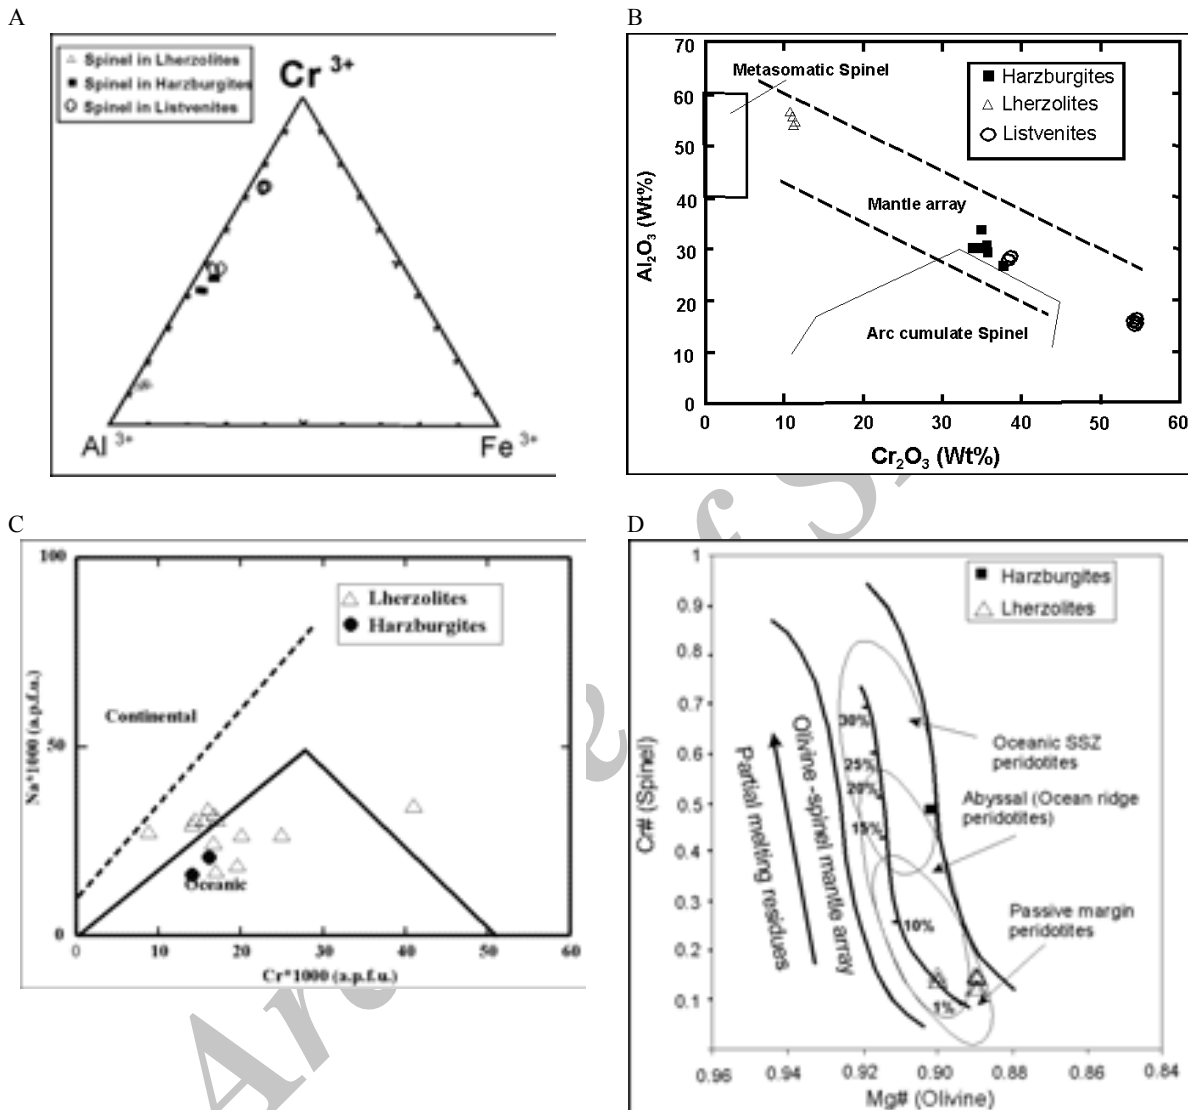 A
Spinel in Lherzolites
Spinel in Harzburgites
Spinel in Listvenites
Cr 3+
Al 3+
Fe 3+
B
70
60
50
40
30
20
10
0
Al2O3 (Wt%)
Metasomatic Spinel
Harzburgites
Lherzolites
Listvenites
Mantle array
Arc cumulate Spinel
0 10 20 30 40 50 60
Cr2O3 (Wt%)
C
100
50
0
Na*1000 (a.p.f.u.)
Lherzolites
Harzburgites
Continental
Oceanic
0 10 20 30 40 50 60
Cr*1000 (a.p.f.u.)
D
1
0.9
0.8
0.7
0.6
0.5
0.4
0.3
0.2
0.1
Cr# (Spinel)
Harzburgites
Lherzolites
Partial melting residues
Olivine-spinel mantle array
30%
25%
20%
15%
10%
1%
Oceanic SSZ
peridotites
Abyssal (Ocean ridge
peridotites)
Passive margin
peridotites
0.96 0.94 0.92 0.90 0.88 0.86 0.84
Mg# (Olivine)